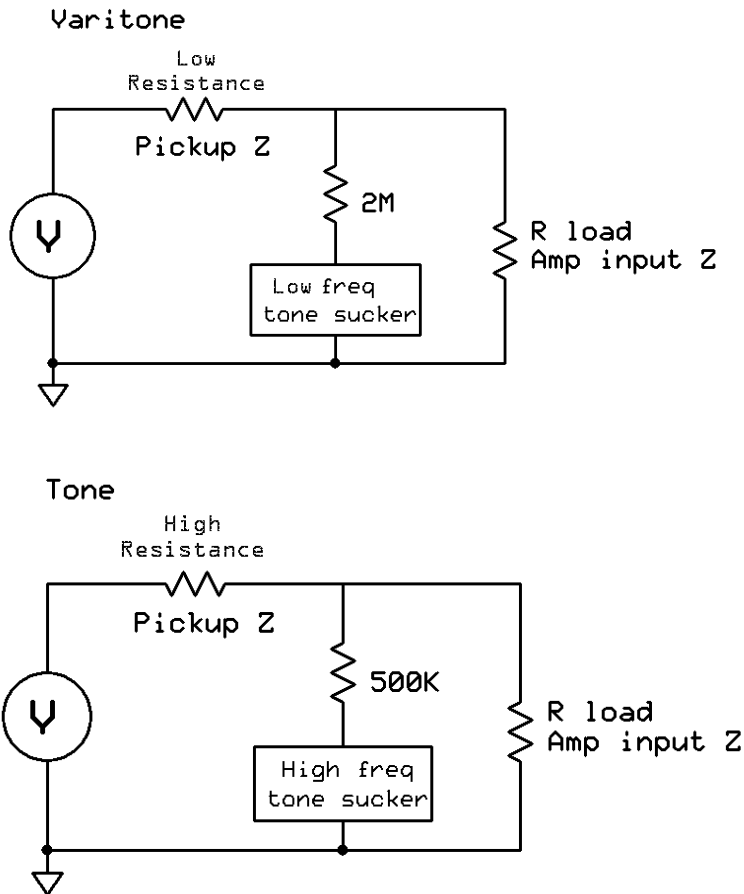 Varitone
Low
Resistance
Pickup Z
2M
V
R load
Amp input Z
Low freq
tone sucker
Tone
High
Resistance
Pickup Z
500K
V
R load
Amp input Z
High freq
tone sucker